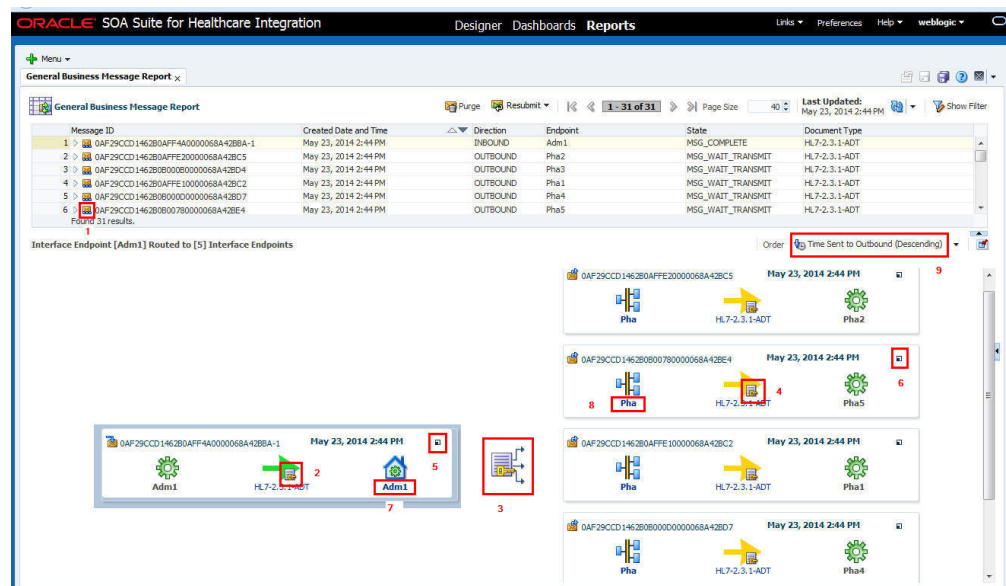 ORACLE SOA Suite for Healthcare Integration
Designer Dashboards Reports
Links Preferences Help weblogic
Menu
General Business Message Report x
General Business Message Report
Purge Resubmit 1 - 31 of 31 Page Size 40 Last Updated: May 23, 2014 2:44 PM Show Filter
Message ID Created Date and Time Direction Endpoint State Document Type
1 0AF29CCD1462B0AFF4A0000068A42BBA-1 May 23, 2014 2:44 PM INBOUND Adm1 MSG_COMPLETE HL7-2.3.1-ADT
2 0AF29CCD1462B0AFFE20000068A42BC5 May 23, 2014 2:44 PM OUTBOUND Pha2 MSG_WAIT_TRANSMIT HL7-2.3.1-ADT
3 0AF29CCD1462B0B000B0000068A42BD4 May 23, 2014 2:44 PM OUTBOUND Pha3 MSG_WAIT_TRANSMIT HL7-2.3.1-ADT
4 0AF29CCD1462B0AFFE10000068A42BC2 May 23, 2014 2:44 PM OUTBOUND Pha1 MSG_WAIT_TRANSMIT HL7-2.3.1-ADT
5 0AF29CCD1462B0B000D0000068A42BD7 May 23, 2014 2:44 PM OUTBOUND Pha4 MSG_WAIT_TRANSMIT HL7-2.3.1-ADT
6 0AF29CCD1462B0B00780000068A42BE4 May 23, 2014 2:44 PM OUTBOUND Pha5 MSG_WAIT_TRANSMIT HL7-2.3.1-ADT
Found 31 results.
1
Interface Endpoint [Adm1] Routed to [5] Interface Endpoints
Order Time Sent to Outbound (Descending)
9
0AF29CCD1462B0AFFE20000068A42BC5 May 23, 2014 2:44 PM
Pha HL7-2.3.1-ADT Pha2
0AF29CCD1462B0B00780000068A42BE4 May 23, 2014 2:44 PM
4 6
8 Pha HL7-2.3.1-ADT Pha5
0AF29CCD1462B0AFF4A0000068A42BBA-1 May 23, 2014 2:44 PM
2 5
Adm1 HL7-2.3.1-ADT Adm1
7 3
0AF29CCD1462B0AFFE10000068A42BC2 May 23, 2014 2:44 PM
Pha HL7-2.3.1-ADT Pha1
0AF29CCD1462B0B000D0000068A42BD7 May 23, 2014 2:44 PM
Pha HL7-2.3.1-ADT Pha4